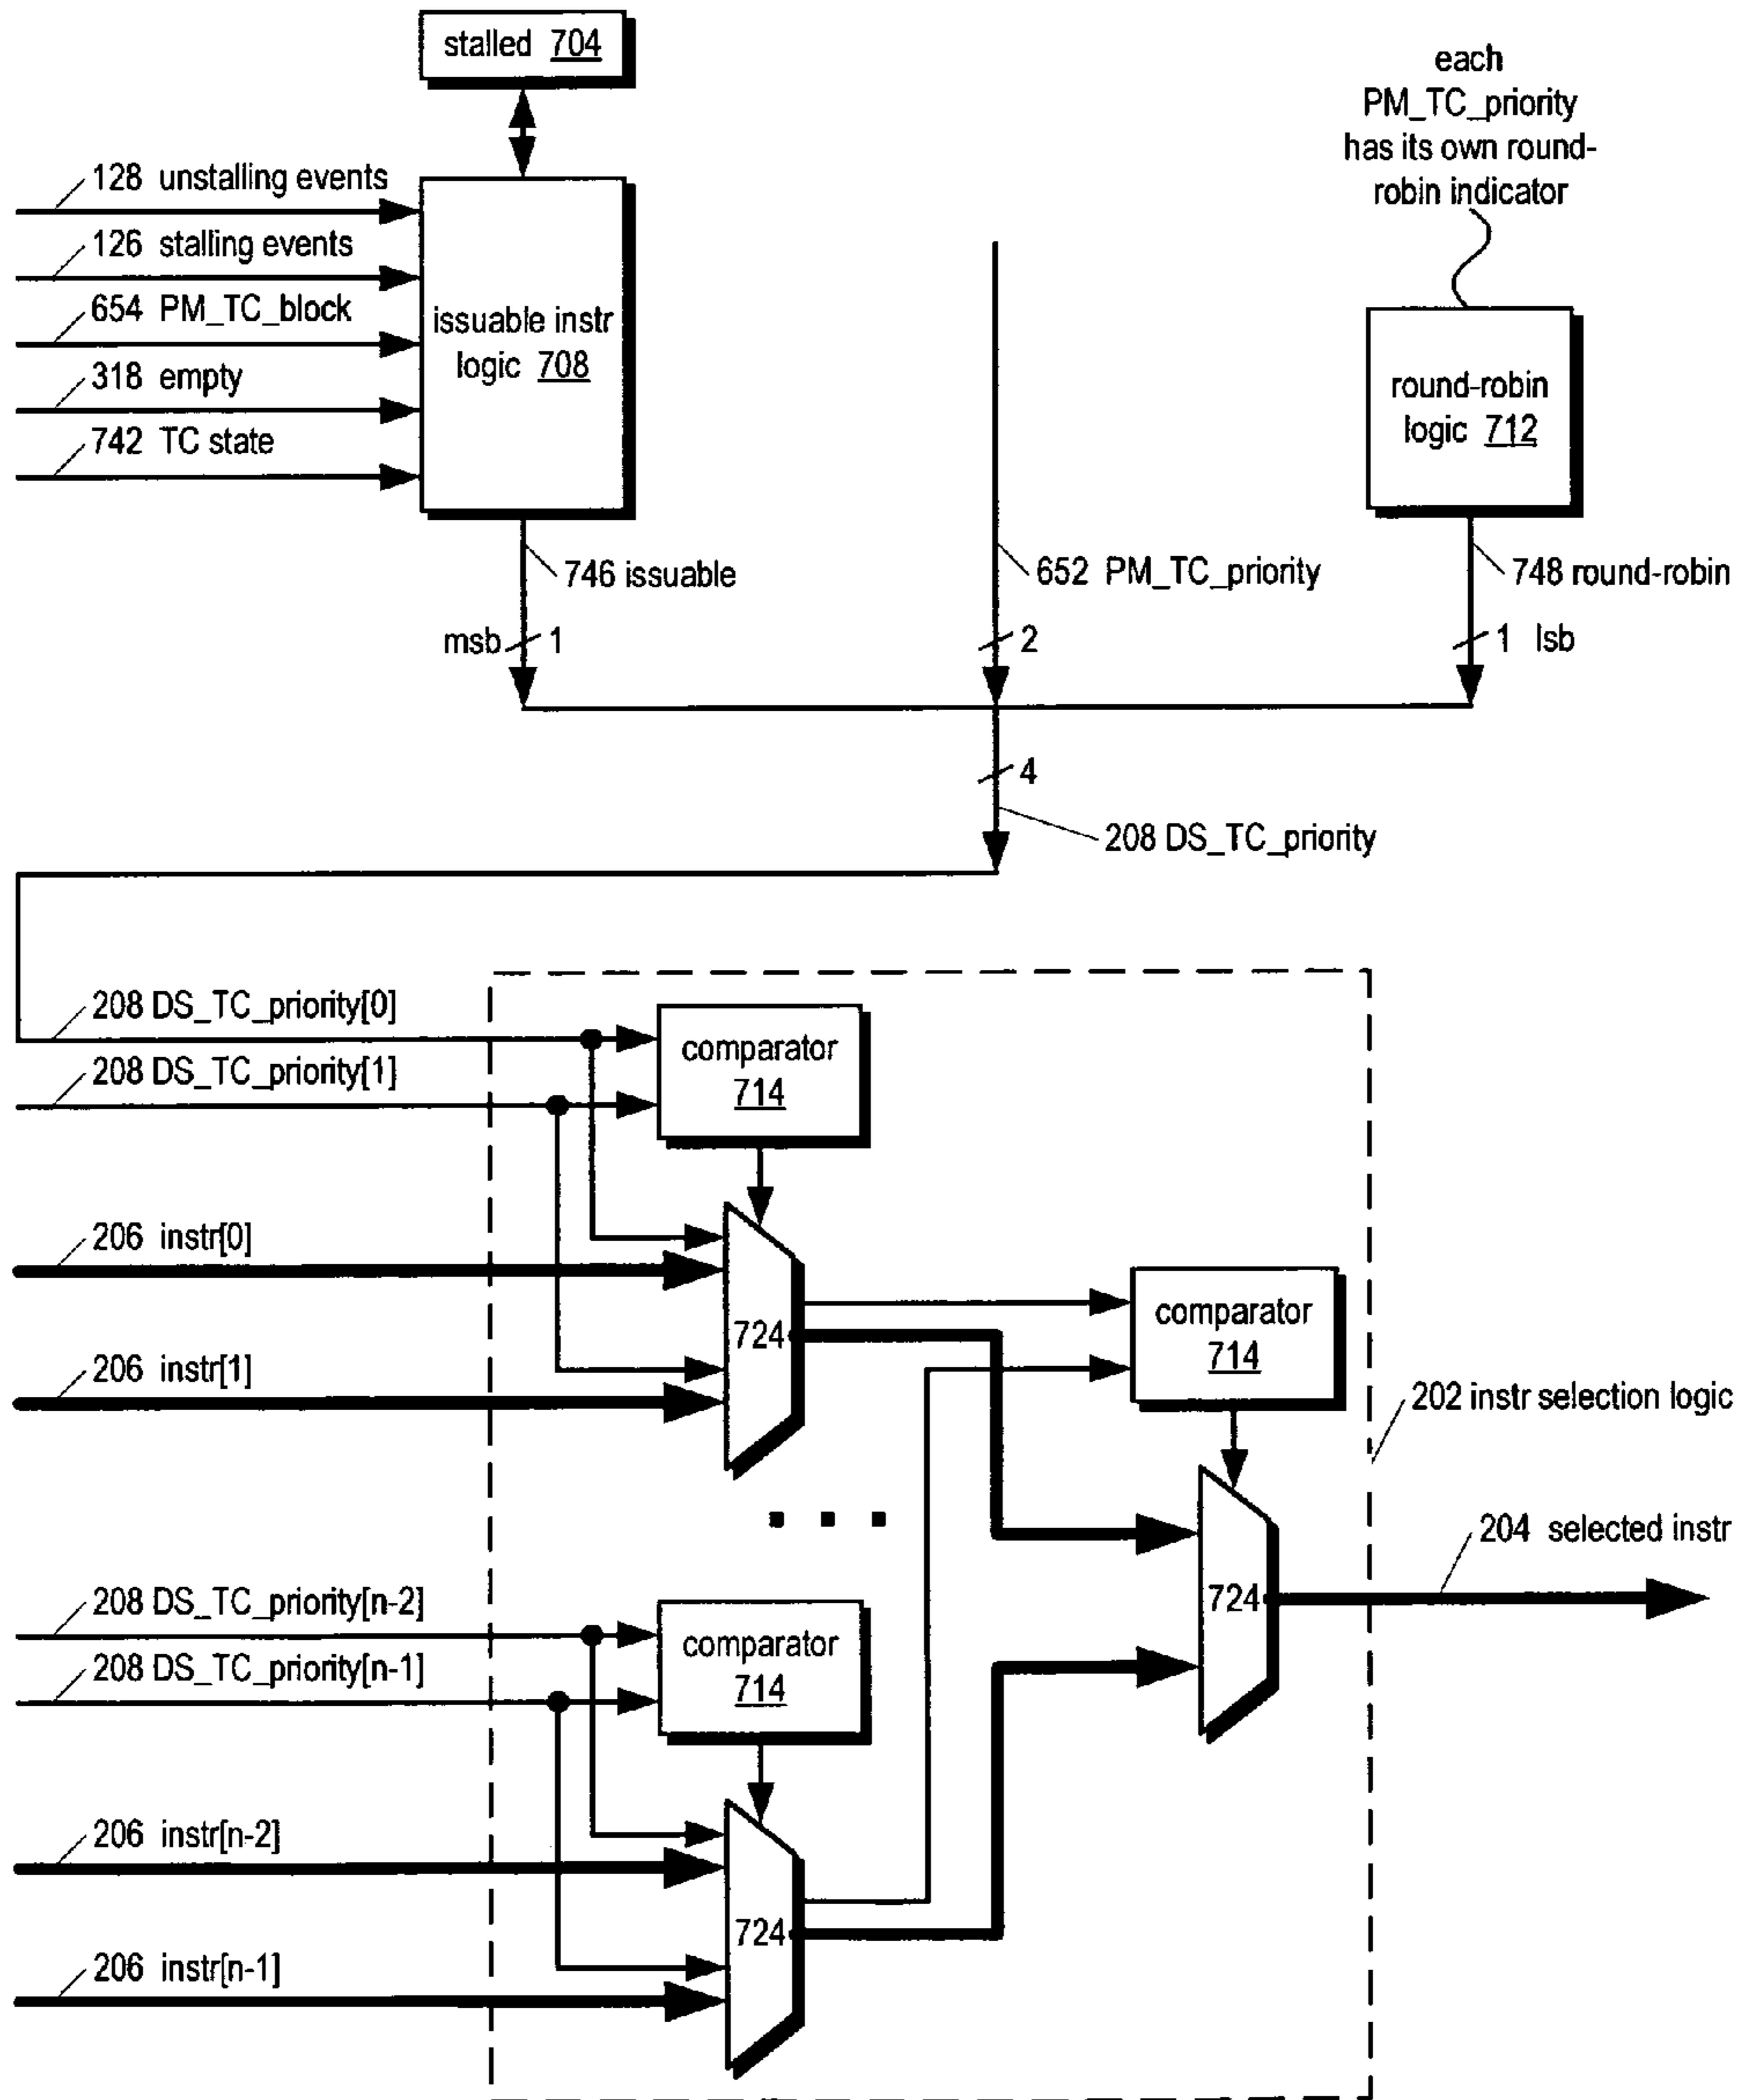 stalled 704
each
PM_TC_priority
has its own round-
robin indicator
128 unstalling events
126 stalling events
654 PM_TC_block
318 empty
742 TC state
issuable instr
logic 708
round-robin
logic 712
746 issuable
652 PM_TC_priority
748 round-robin
msb 1
2
1 lsb
4
208 DS_TC_priority
208 DS_TC_priority[0]
208 DS_TC_priority[1]
comparator
714
206 instr[0]
206 instr[1]
724
comparator
714
202 instr selection logic
204 selected instr
724
208 DS_TC_priority[n-2]
208 DS_TC_priority[n-1]
comparator
714
206 instr[n-2]
206 instr[n-1]
724